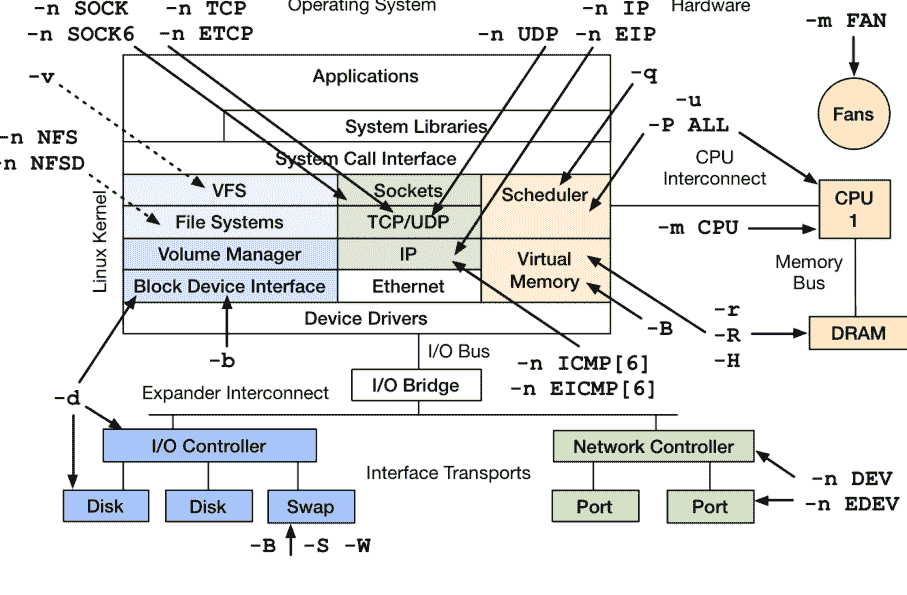 -n SOCK
-n TCP
Operating System
-n IP
Hardware
-n SOCK6
-n ETCP
-n UDP
-n EIP
-m FAN
-v
Applications
-q
-u
-P ALL
Fans
-n NFS
-n NFSD
System Libraries
System Call Interface
CPU
Interconnect
Linux Kernel
VFS
Sockets
Scheduler
CPU
1
File Systems
TCP/UDP
-m CPU
Volume Manager
IP
Virtual
Memory
Memory
Bus
Block Device Interface
Ethernet
Device Drivers
-r
-B
-R
DRAM
-H
-b
I/O Bus
-n ICMP[6]
-n EICMP[6]
I/O Bridge
-d
Expander Interconnect
I/O Controller
Network Controller
Interface Transports
-n DEV
-n EDEV
Disk
Disk
Swap
Port
Port
-B
-S -W